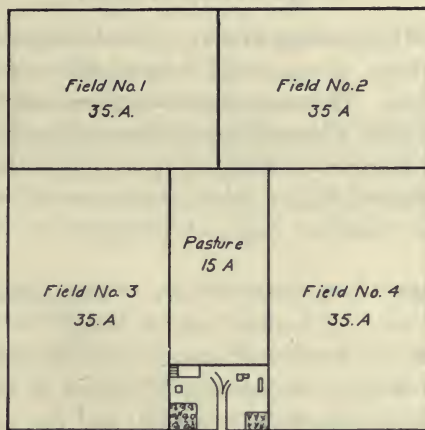 Field No. 1
35. A.
Field No. 2
35 A
Pasture
15 A
Field No. 3
35. A
Field No. 4
35. A